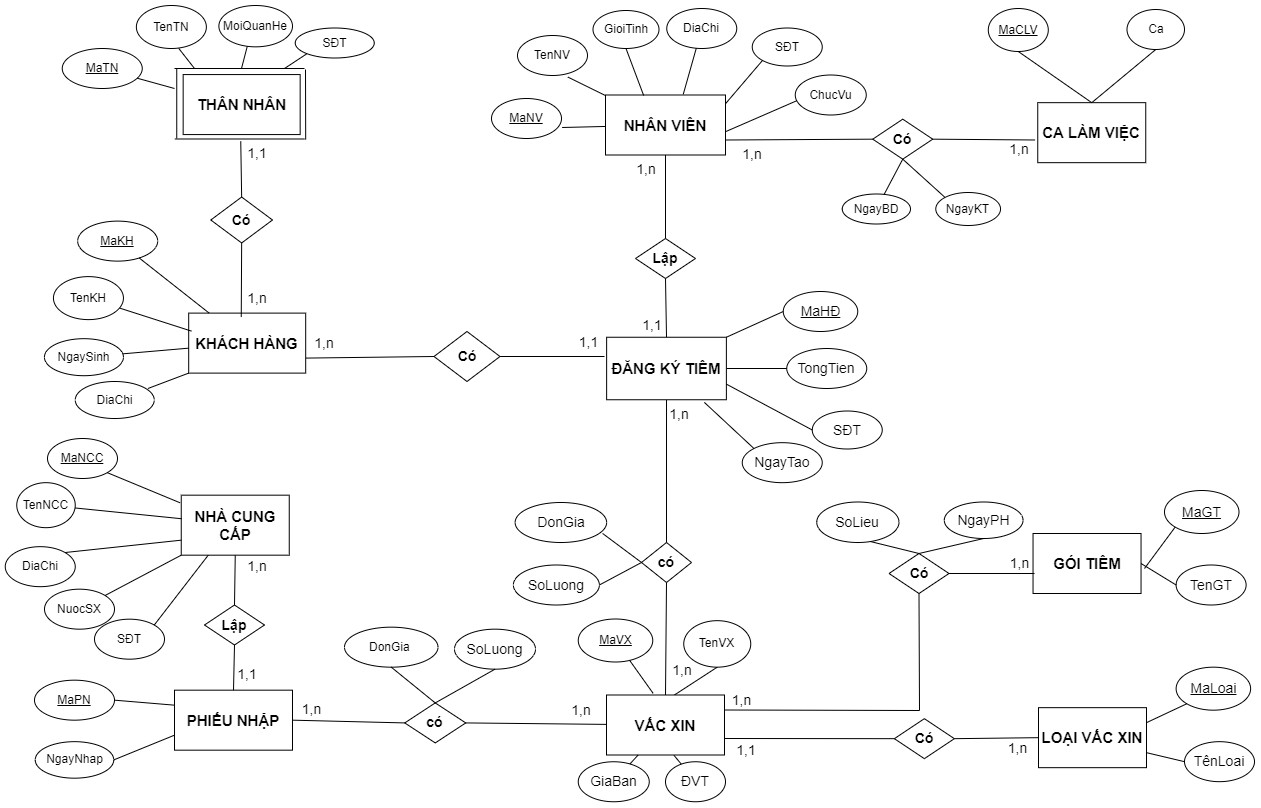 TenTN
MoiQuanHe
SĐT
MaTN
THÂN NHÂN
1,1
Có
1,n
MaKH
TenKH
NgaySinh
DiaChi
KHÁCH HÀNG
1,n
Có
1,1
TenNV
GioiTinh
DiaChi
SĐT
ChucVu
MaNV
NHÂN VIÊN
1,n
1,n
Có
NgayBD
NgayKT
1,n
MaCLV
Ca
CA LÀM VIỆC
Lập
1,1
ĐĂNG KÝ TIÊM
MaHĐ
TongTien
SĐT
NgayTao
1,n
DonGia
SoLuong
có
1,n
MaNCC
TenNCC
DiaChi
NuocSX
SĐT
NHÀ CUNG
CẤP
1,n
Lập
1,1
MaPN
NgayNhap
PHIẾU NHẬP
1,n
DonGia
SoLuong
có
1,n
MaVX
TenVX
VẮC XIN
GiaBan
ĐVT
1,n
SoLieu
NgayPH
Có
1,n
GÓI TIÊM
MaGT
TenGT
1,1
Có
1,n
LOẠI VẮC XIN
MaLoai
TênLoai